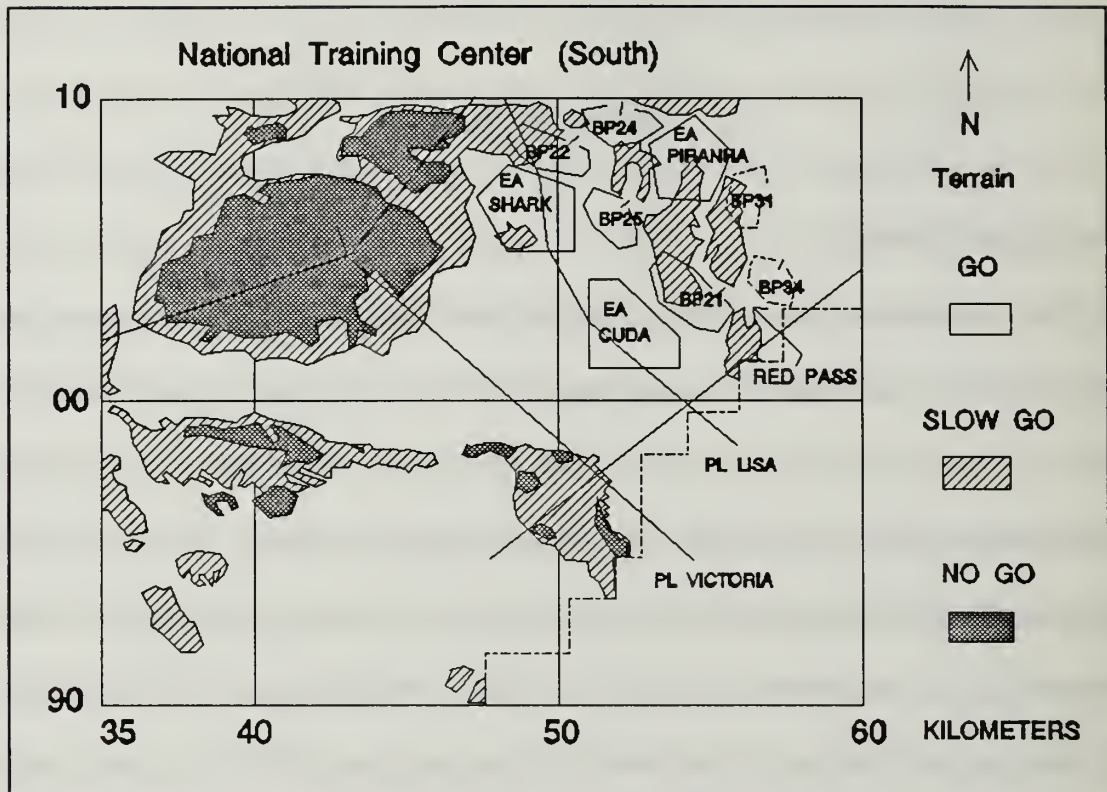 National Training Center (South)
10
N
Terrain
BP24
EA
PIRANHA
BP22
EA
SHARK
BP31
BP25
GO
BP34
BP21
EA
CUDA
RED PASS
00
SLOW GO
PL LISA
PL VICTORIA
NO GO
90
35
40
50
60
KILOMETERS